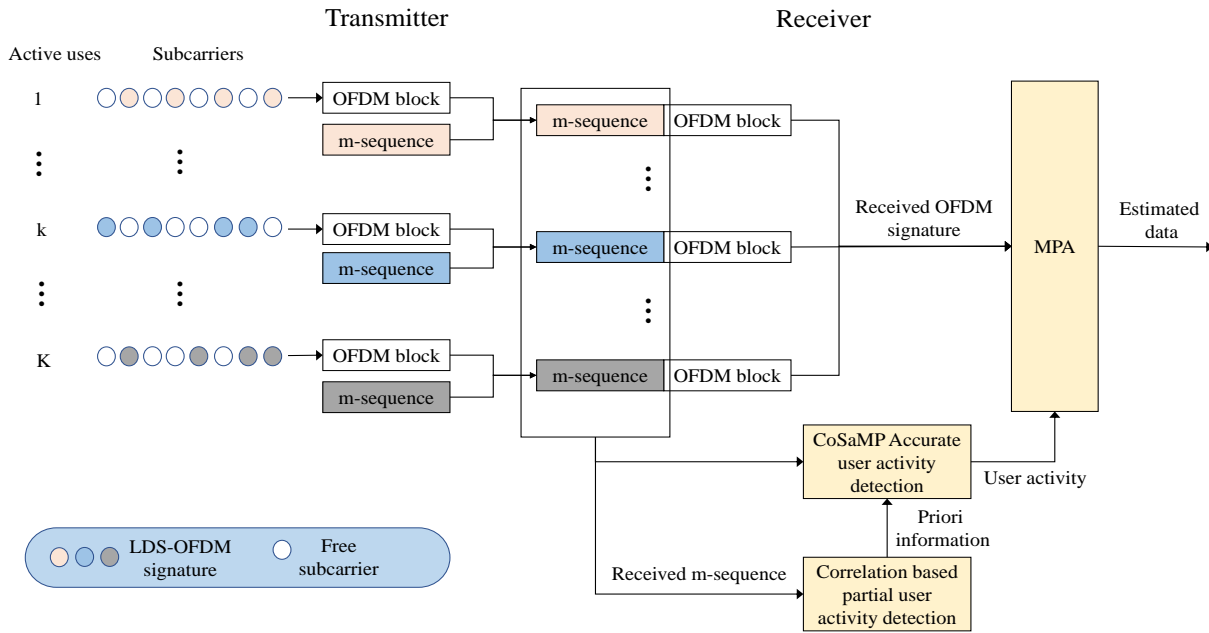 Transmitter
Receiver
Active uses
Subcarriers
1
OFDM block
m-sequence
m-sequence
OFDM block
k
OFDM block
m-sequence
m-sequence
OFDM block
Received OFDM
signature
MPA
Estimated
data
K
OFDM block
m-sequence
m-sequence
OFDM block
CoSaMP Accurate
user activity
detection
User activity
Priori
information
LDS-OFDM
signature
Free
subcarrier
Received m-sequence
Correlation based
partial user
activity detection